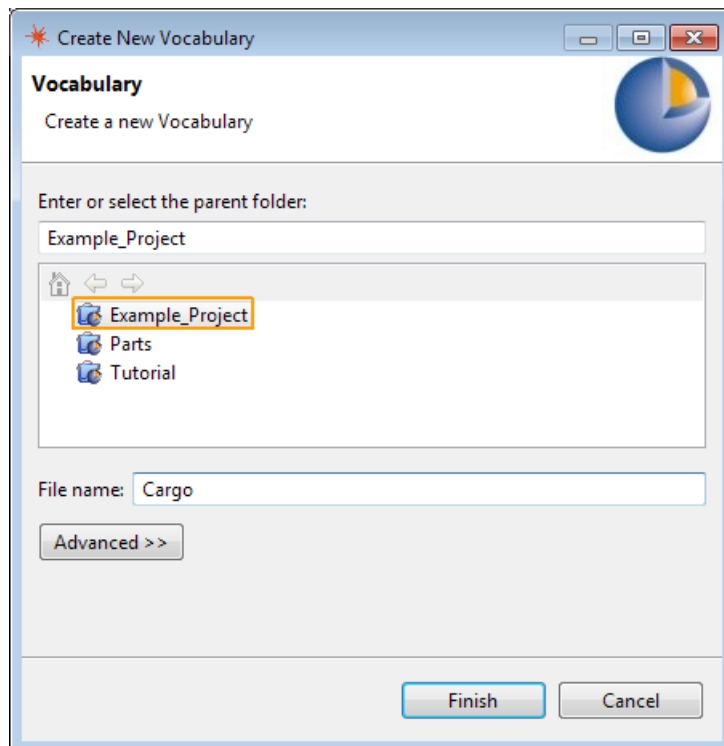 Create New Vocabulary
Vocabulary
Create a new Vocabulary
Enter or select the parent folder:
Example_Project
Example_Project
Parts
Tutorial
File name: Cargo
Advanced >>
Finish Cancel